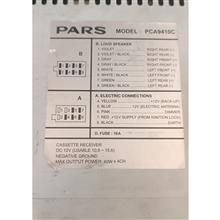 PARS MODEL : PCA9410C
B
B. LOUD SPEAKER
1. VIOLET RIGHT REAR (+)
2. VIOLET / BLACK RIGHT REAR (-)
3. GRAY RIGHT FRONT (+)
4. GRAY / BLACK RIGHT FRONT (-)
5. WHITE LEFT FRONT (+)
6. WHITE / BLACK LEFT FRONT (-)
7. GREEN LEFT REAR (+)
8. GREEN / BLACK LEFT REAR (-)
A
A. ELECTRIC CONNECTIONS
4. YELLOW +12V (BACK-UP)
5. BLUE +12V (ELECTRIC ANTENNA)
6. PINK DIMMER
7. RED +12V SUPPLY (FROM IGNITION LOCK)
8. BLACK EARTH
FUSE : 10A
CASSETTE RECEIVER
DC 12V (USABLE 10.8 ~ 15.6)
NEGATIVE GROUND
MAX OUTPUT POWER: 40W x 4CH